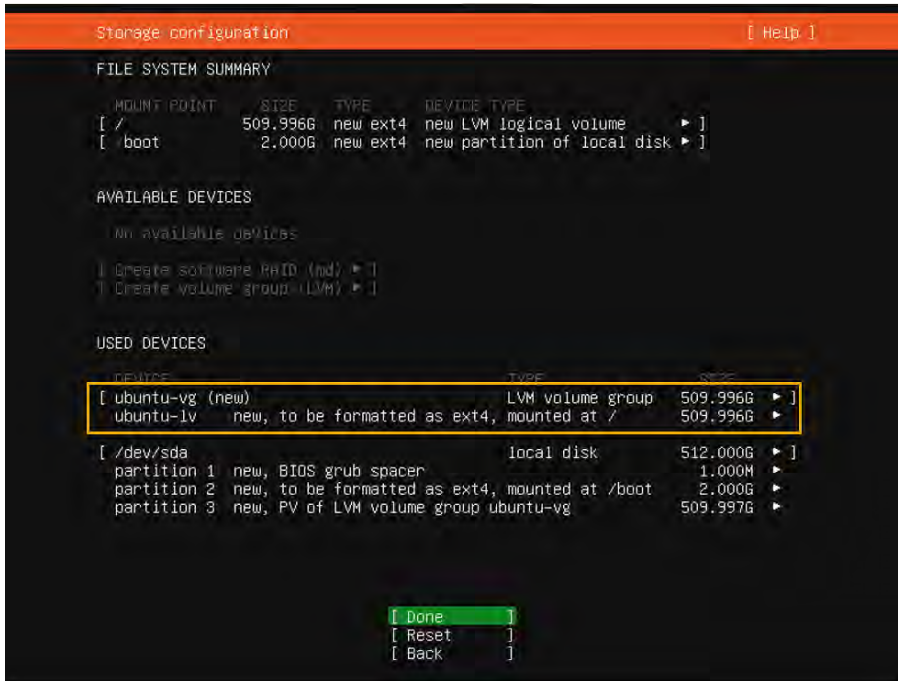 Storage configuration [ Help ]
FILE SYSTEM SUMMARY
MOUNT POINT SIZE TYPE DEVICE TYPE
[ / 509.996G new ext4 new LVM logical volume ▸ ]
[ /boot 2.000G new ext4 new partition of local disk ▸ ]
AVAILABLE DEVICES
No available devices
[ Create software RAID (md) ▸ ]
[ Create volume group (LVM) ▸ ]
USED DEVICES
DEVICE TYPE SIZE
[ ubuntu-vg (new) LVM volume group 509.996G ▸ ]
ubuntu-lv new, to be formatted as ext4, mounted at / 509.996G ▸
[ /dev/sda local disk 512.000G ▸ ]
partition 1 new, BIOS grub spacer 1.000M ▸
partition 2 new, to be formatted as ext4, mounted at /boot 2.000G ▸
partition 3 new, PV of LVM volume group ubuntu-vg 509.997G ▸
[ Done ]
[ Reset ]
[ Back ]